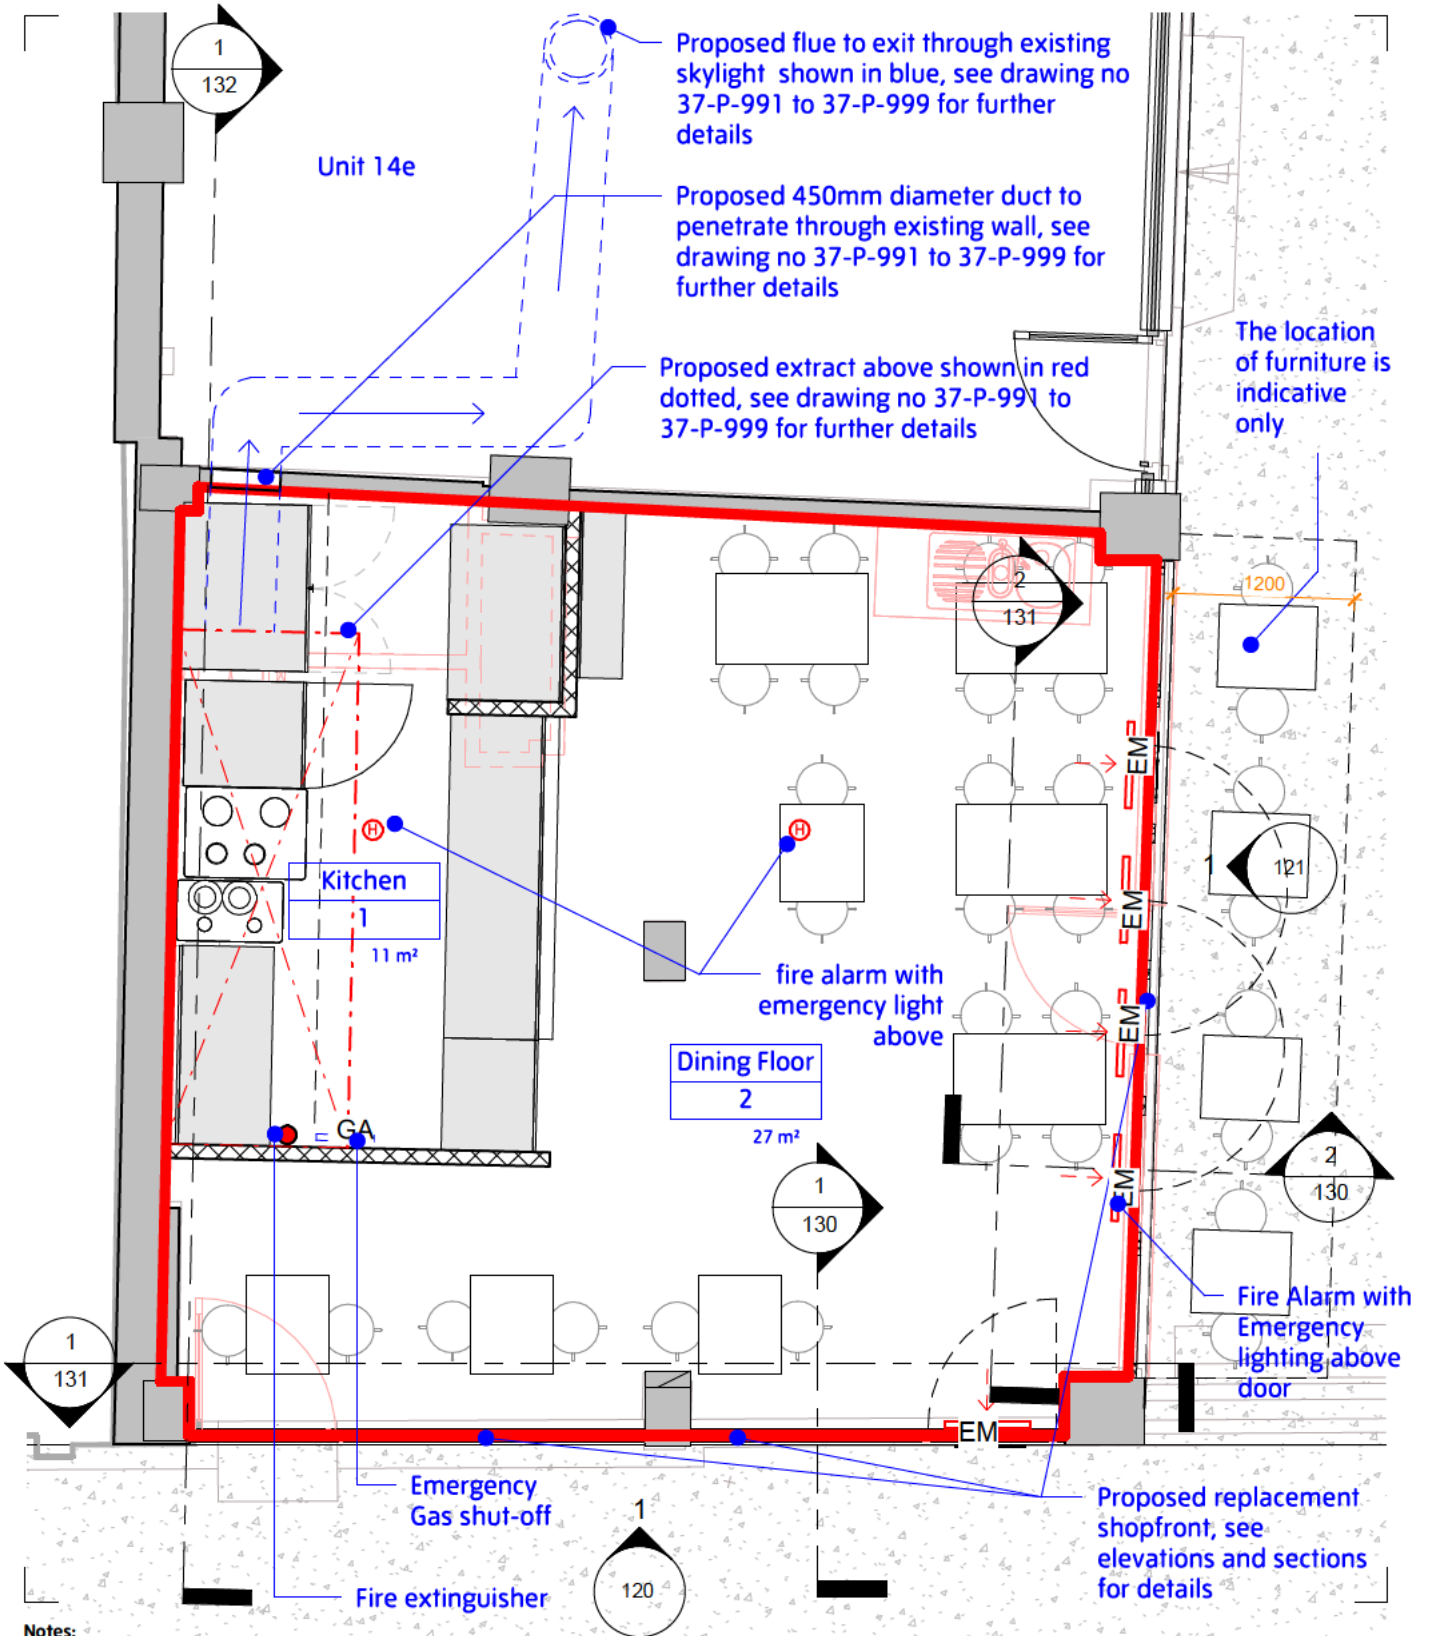 1
132
Proposed flue to exit through existing
skylight shown in blue, see drawing no
37-P-991 to 37-P-999 for further
details
Unit 14e
Proposed 450mm diameter duct to
penetrate through existing wall, see
drawing no 37-P-991 to 37-P-999 for
further details
Proposed extract above shown in red
dotted, see drawing no 37-P-991 to
37-P-999 for further details
The location
of furniture is
indicative
only
2
131
1200
EM
H
H
Kitchen
1
11 m²
1
121
EM
fire alarm with
emergency light
above
EM
Dining Floor
2
27 m²
GA
EM
1
130
2
130
Fire Alarm with
Emergency
lighting above
door
1
131
EM
Emergency
Gas shut-off
Proposed replacement
shopfront, see
elevations and sections
for details
1
120
Fire extinguisher
Notes: